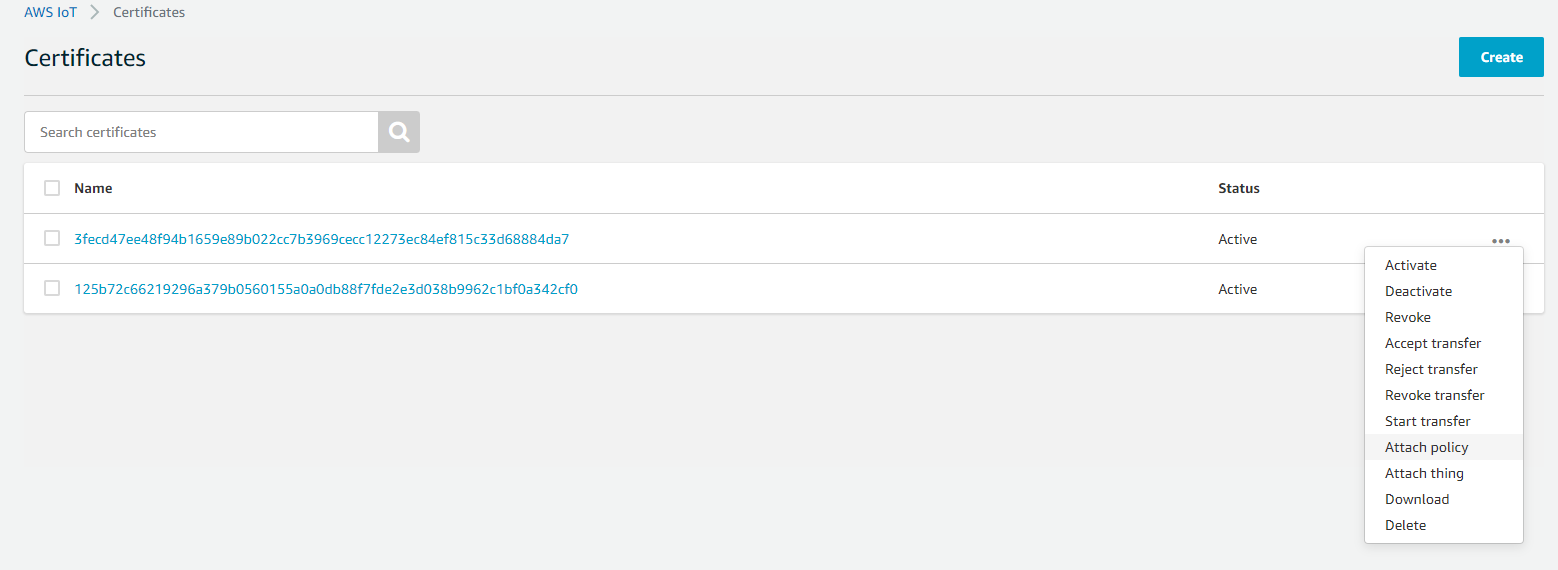 AWS IoT > Certificates
Certificates
Create
Search certificates
Name Status
3fecd47ee48f94b1659e89b022cc7b3969cecc12273ec84ef815c33d68884da7 Active ...
125b72c66219296a379b0560155a0a0db88f7fde2e3d038b9962c1bf0a342cf0 Active
Activate
Deactivate
Revoke
Accept transfer
Reject transfer
Revoke transfer
Start transfer
Attach policy
Attach thing
Download
Delete